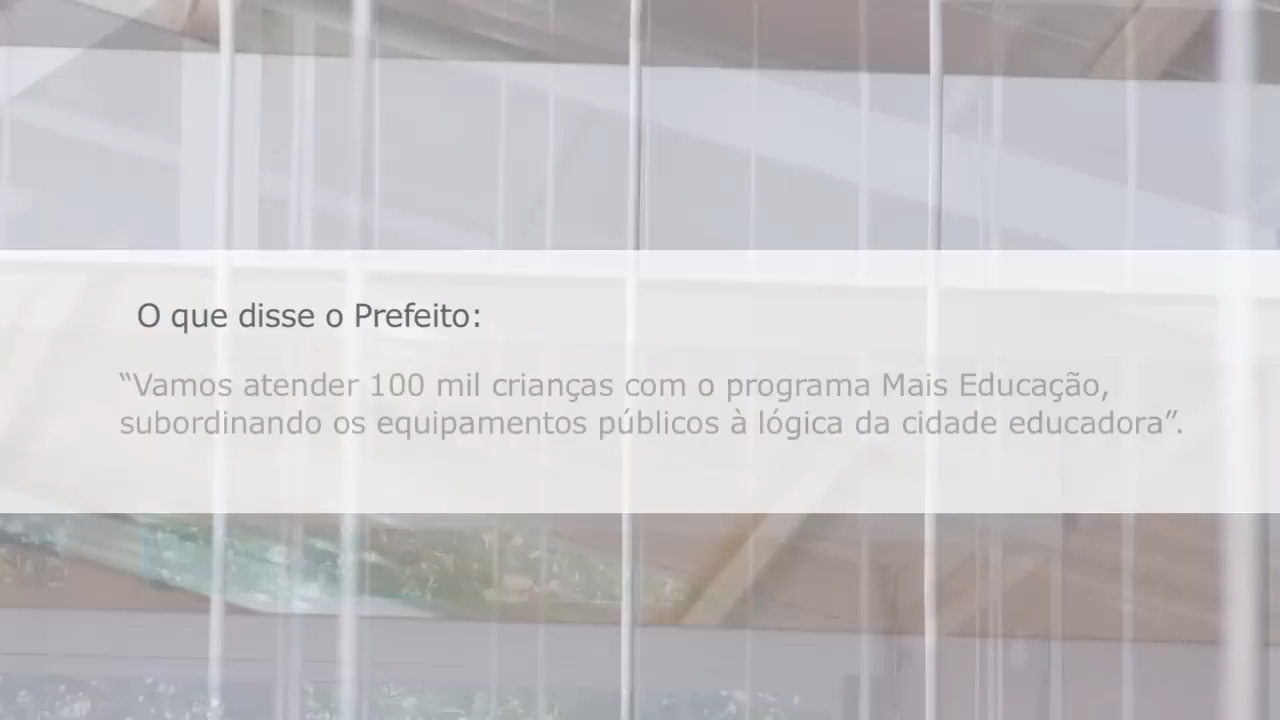 O que disse o Prefeito:
“Vamos atender 100 mil crianças com o programa Mais Educação,
subordinando os equipamentos públicos à lógica da cidade educadora”.